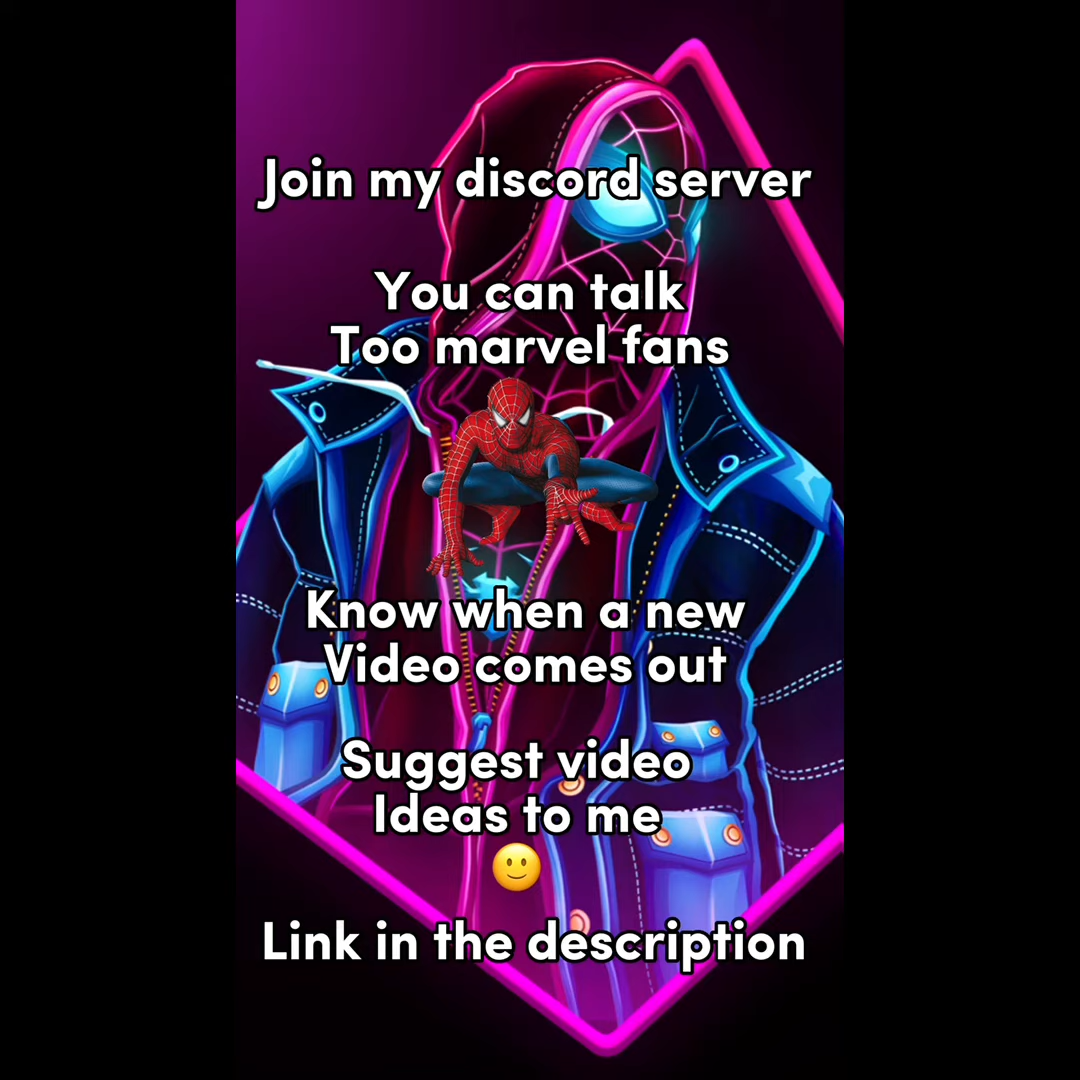 Join my discord server
You can talk
Too marvel fans
Know when a new
Video comes out
Suggest video
Ideas to me
🙂
Link in the description